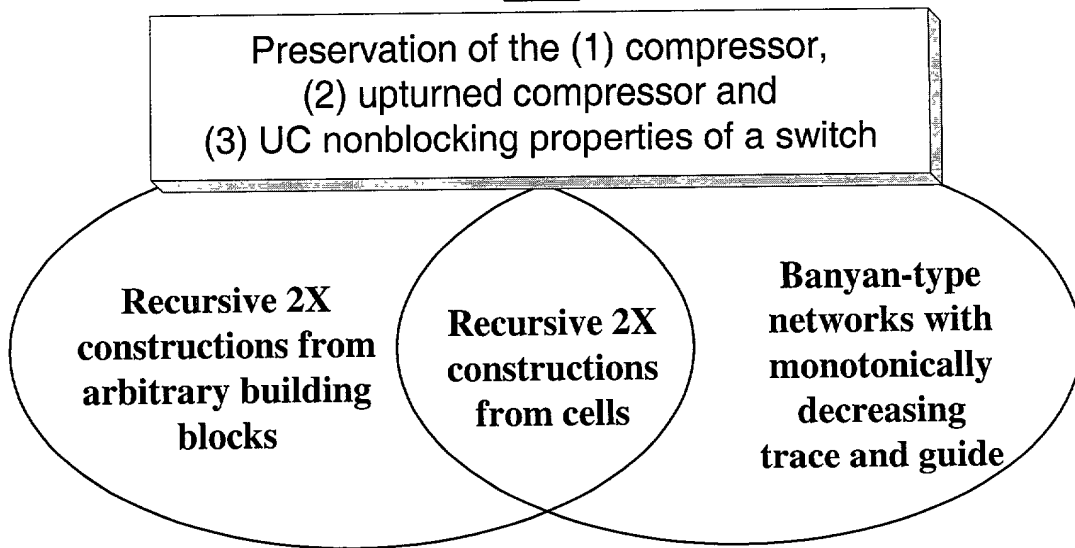 Preservation of the (1) compressor,
(2) upturned compressor and
(3) UC nonblocking properties of a switch
Recursive 2X
constructions from
arbitrary building
blocks
Recursive 2X
constructions
from cells
Banyan-type
networks with
monotonically
decreasing
trace and guide